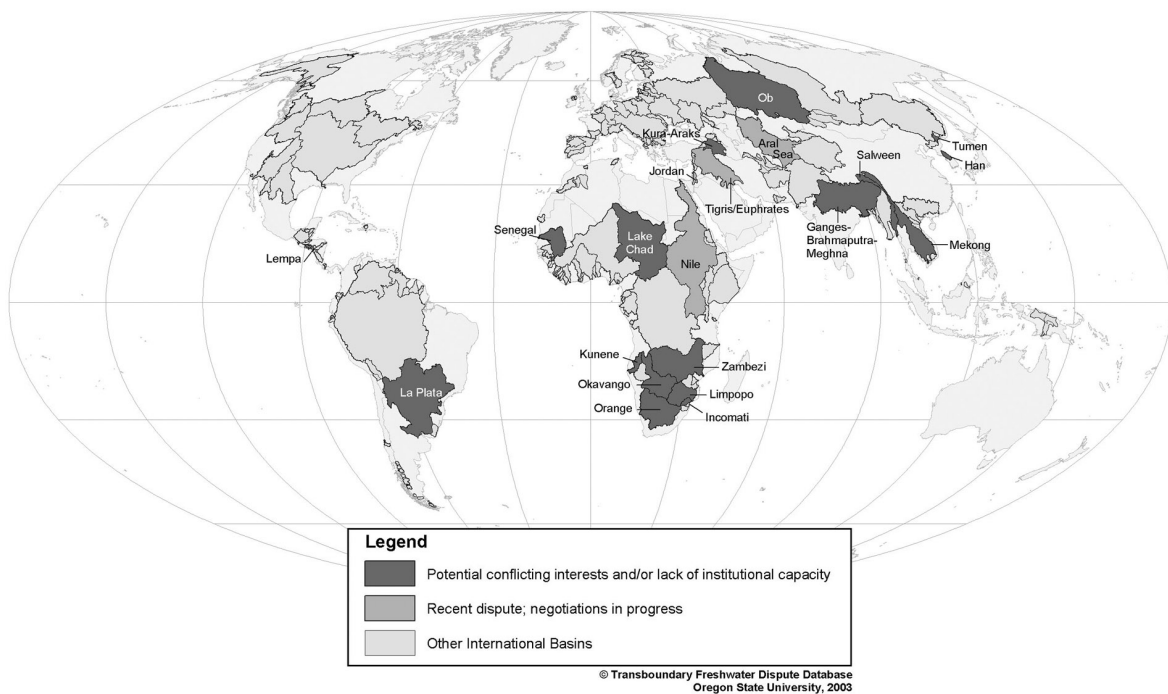 Ob
Kura-Araks
Aral
Sea
Tumen
Salween
Han
Jordan
Tigris/Euphrates
Senegal
Lake
Chad
Ganges-
Brahmaputra-
Meghna
Mekong
Lempa
Nile
Kunene
Zambezi
Okavango
La Plata
Limpopo
Orange
Incomati
Legend
Potential conflicting interests and/or lack of institutional capacity
Recent dispute; negotiations in progress
Other International Basins
© Transboundary Freshwater Dispute Database
Oregon State University, 2003